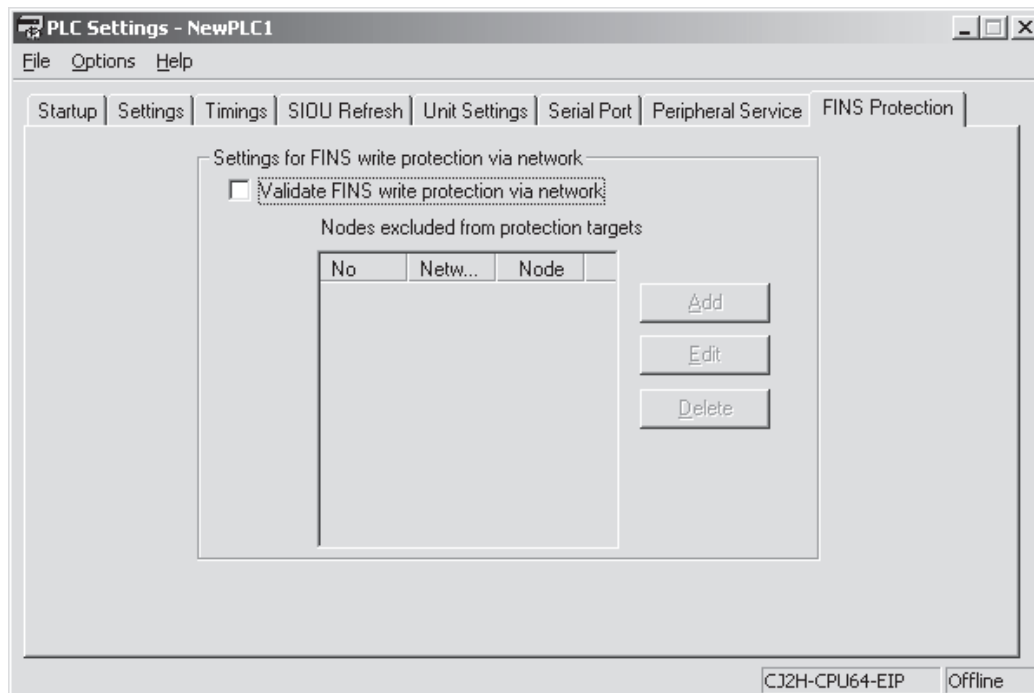 PLC Settings - NewPLC1
File Options Help
Startup Settings Timings SIOU Refresh Unit Settings Serial Port Peripheral Service FINS Protection
Settings for FINS write protection via network
Validate FINS write protection via network
Nodes excluded from protection targets
No Netw... Node
Add
Edit
Delete
CJ2H-CPU64-EIP Offline